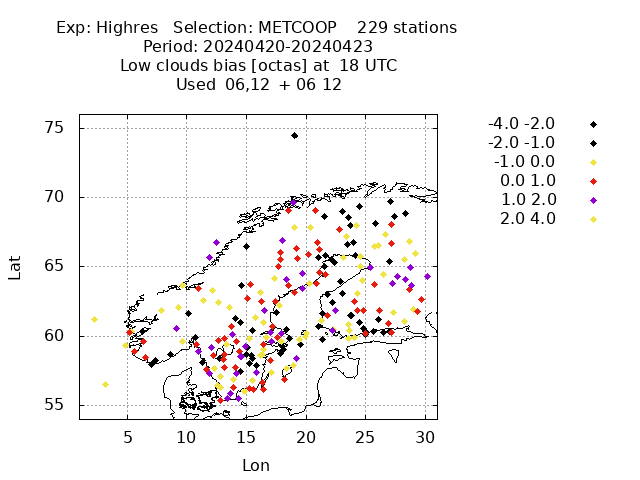 Exp: Highres   Selection: METCOOP    229 stations
Period: 20240420-20240423
Low clouds bias [octas] at  18 UTC
Used  06,12  + 06 12
-4.0 -2.0
-2.0 -1.0
-1.0 0.0
0.0 1.0
1.0 2.0
2.0 4.0
75
70
65
60
55
Lat
5 10 15 20 25 30
Lon